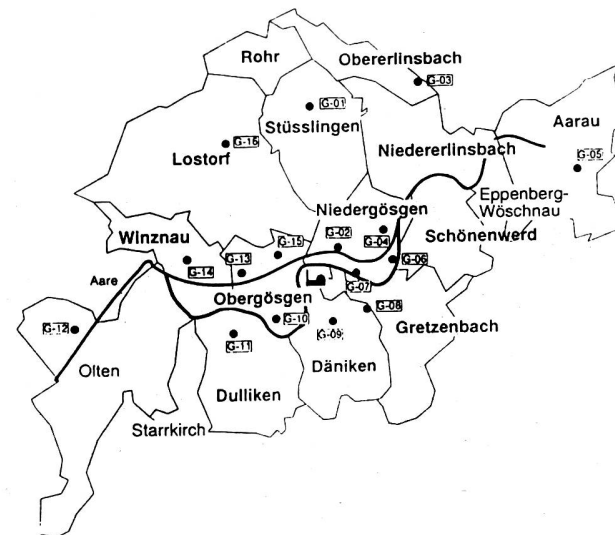 Rohr
Obererlinsbach
G-03
G-01
Stüsslingen
Aarau
G-16
Lostorf
Niedererlinsbach
G-05
Eppenberg-
Wöschnau
Niedergösgen
Winznau
G-15
G-02
G-04
Schönenwerd
G-14
G-13
G-06
Aare
G-07
Obergösgen
G-08
G-12
G-10
G-09
Gretzenbach
G-11
Olten
Däniken
Dulliken
Starrkirch